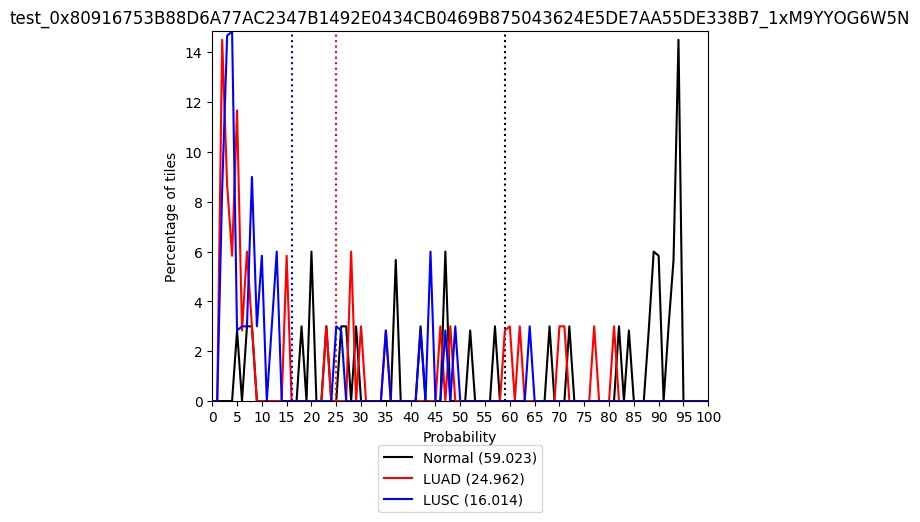 test_0x80916753B88D6A77AC2347B1492E0434CB0469B875043624E5DE7AA55DE338B7_1xM9YYOG6W5N
14
12
10
8
6
4
2
0
Percentage of tiles
0 5 10 15 20 25 30 35 40 45 50 55 60 65 70 75 80 85 90 95 100
Probability
Normal (59.023)
LUAD (24.962)
LUSC (16.014)